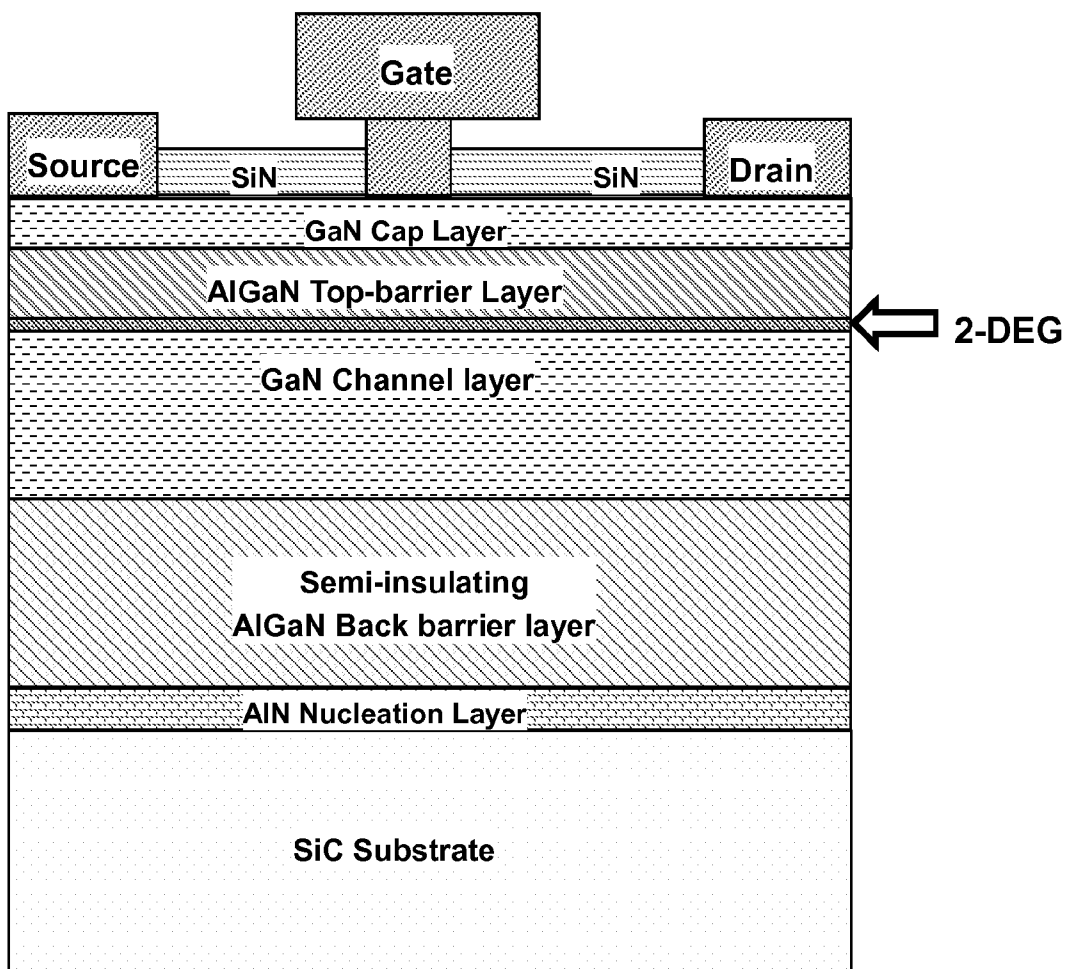 Gate
Source
SiN
SiN
Drain
GaN Cap Layer
AlGaN Top-barrier Layer
2-DEG
GaN Channel layer
Semi-insulating
AlGaN Back barrier layer
AlN Nucleation Layer
SiC Substrate